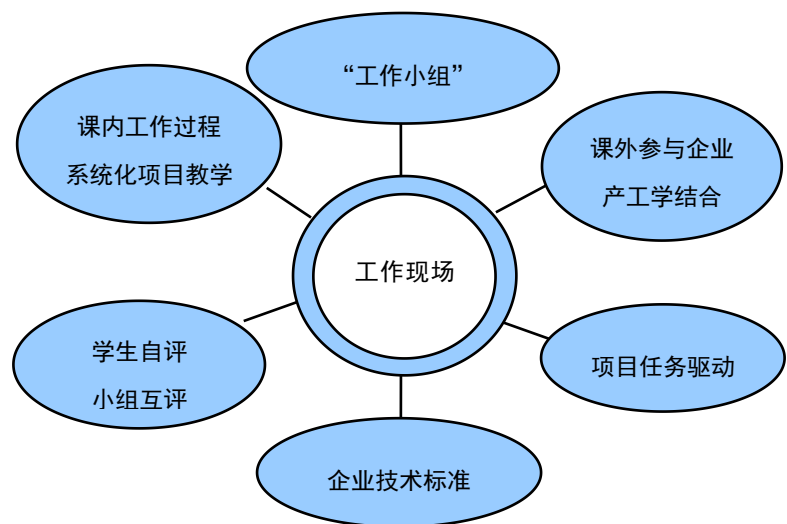 “工作小组”
课内工作过程
系统化项目教学
课外参与企业
产工学结合
工作现场
学生自评
小组互评
项目任务驱动
企业技术标准